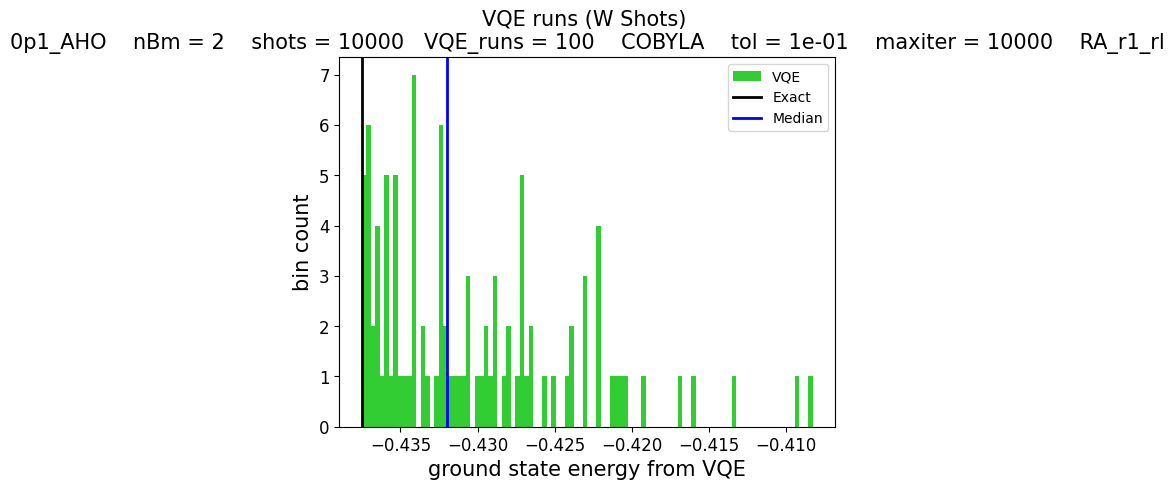 VQE runs (W Shots)
0p1_AHO    nBm = 2    shots = 10000    VQE_runs = 100    COBYLA    tol = 1e-01    maxiter = 10000    RA_r1_rl
7
6
5
4
3
2
1
0
bin count
VQE
Exact
Median
−0.435
−0.430
−0.425
−0.420
−0.415
−0.410
ground state energy from VQE